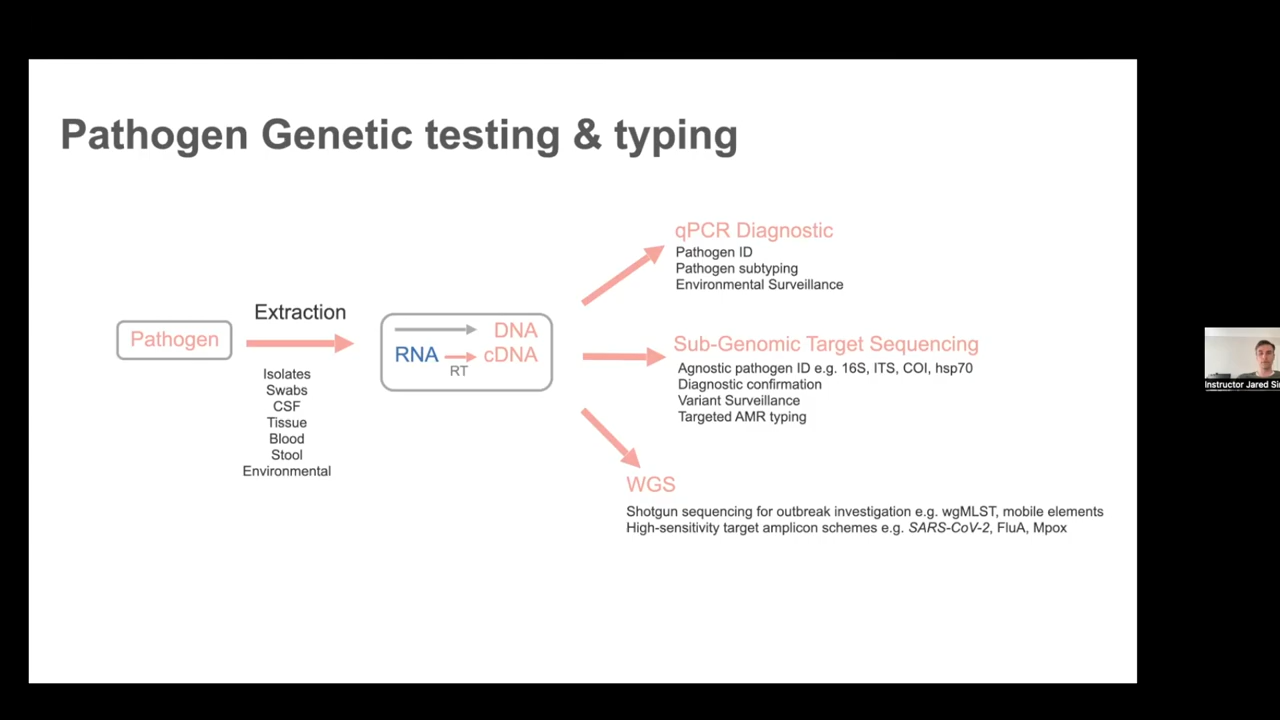 Pathogen Genetic testing & typing
Pathogen
Extraction
Isolates
Swabs
CSF
Tissue
Blood
Stool
Environmental
DNA
RNA cDNA
RT
qPCR Diagnostic
Pathogen ID
Pathogen subtyping
Environmental Surveillance
Sub-Genomic Target Sequencing
Agnostic pathogen ID e.g. 16S, ITS, COI, hsp70
Diagnostic confirmation
Variant Surveillance
Targeted AMR typing
WGS
Shotgun sequencing for outbreak investigation e.g. wgMLST, mobile elements
High-sensitivity target amplicon schemes e.g. SARS-CoV-2, FluA, Mpox
Instructor Jared